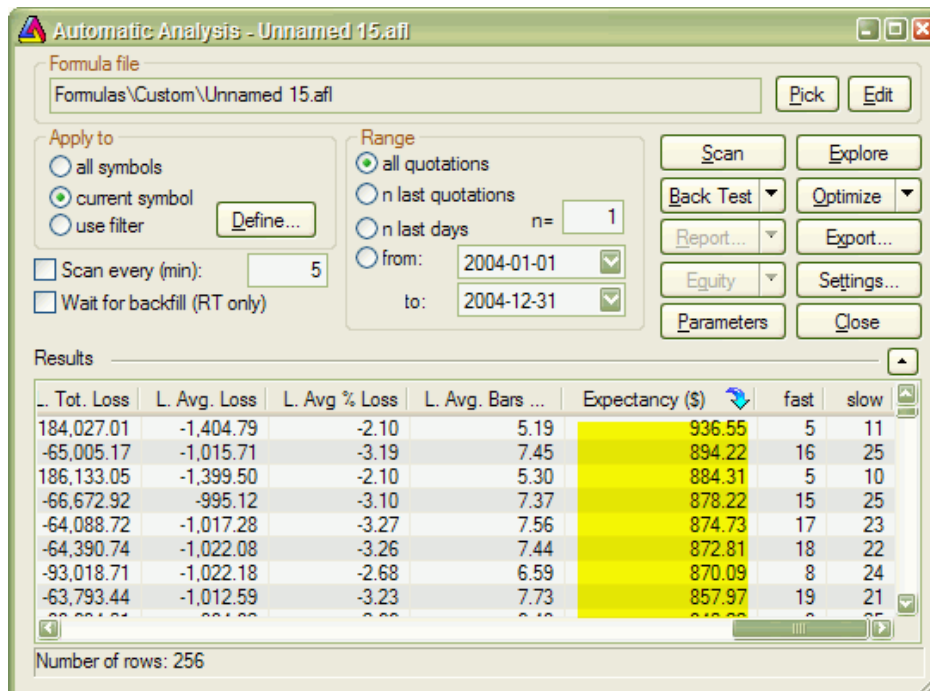 Automatic Analysis - Unnamed 15.afl
Formula file
Formulas\Custom\Unnamed 15.afl
Pick
Edit
Apply to
all symbols
current symbol
use filter
Define...
Scan every (min):
5
Wait for backfill (RT only)
Range
all quotations
n last quotations
n last days
n=
1
from:
2004-01-01
to:
2004-12-31
Scan
Explore
Back Test
Optimize
Report...
Export...
Equity
Settings...
Parameters
Close
Results
.. Tot. Loss L. Avg. Loss L. Avg % Loss L. Avg. Bars ... Expectancy ($) fast slow
184,027.01 -1,404.79 -2.10 5.19 936.55 5 11
-65,005.17 -1,015.71 -3.19 7.45 894.22 16 25
186,133.05 -1,399.50 -2.10 5.30 884.31 5 10
-66,672.92 -995.12 -3.10 7.37 878.22 15 25
-64,088.72 -1,017.28 -3.27 7.56 874.73 17 23
-64,390.74 -1,022.08 -3.26 7.44 872.81 18 22
-93,018.71 -1,022.18 -2.68 6.59 870.09 8 24
-63,793.44 -1,012.59 -3.23 7.73 857.97 19 21
Number of rows: 256